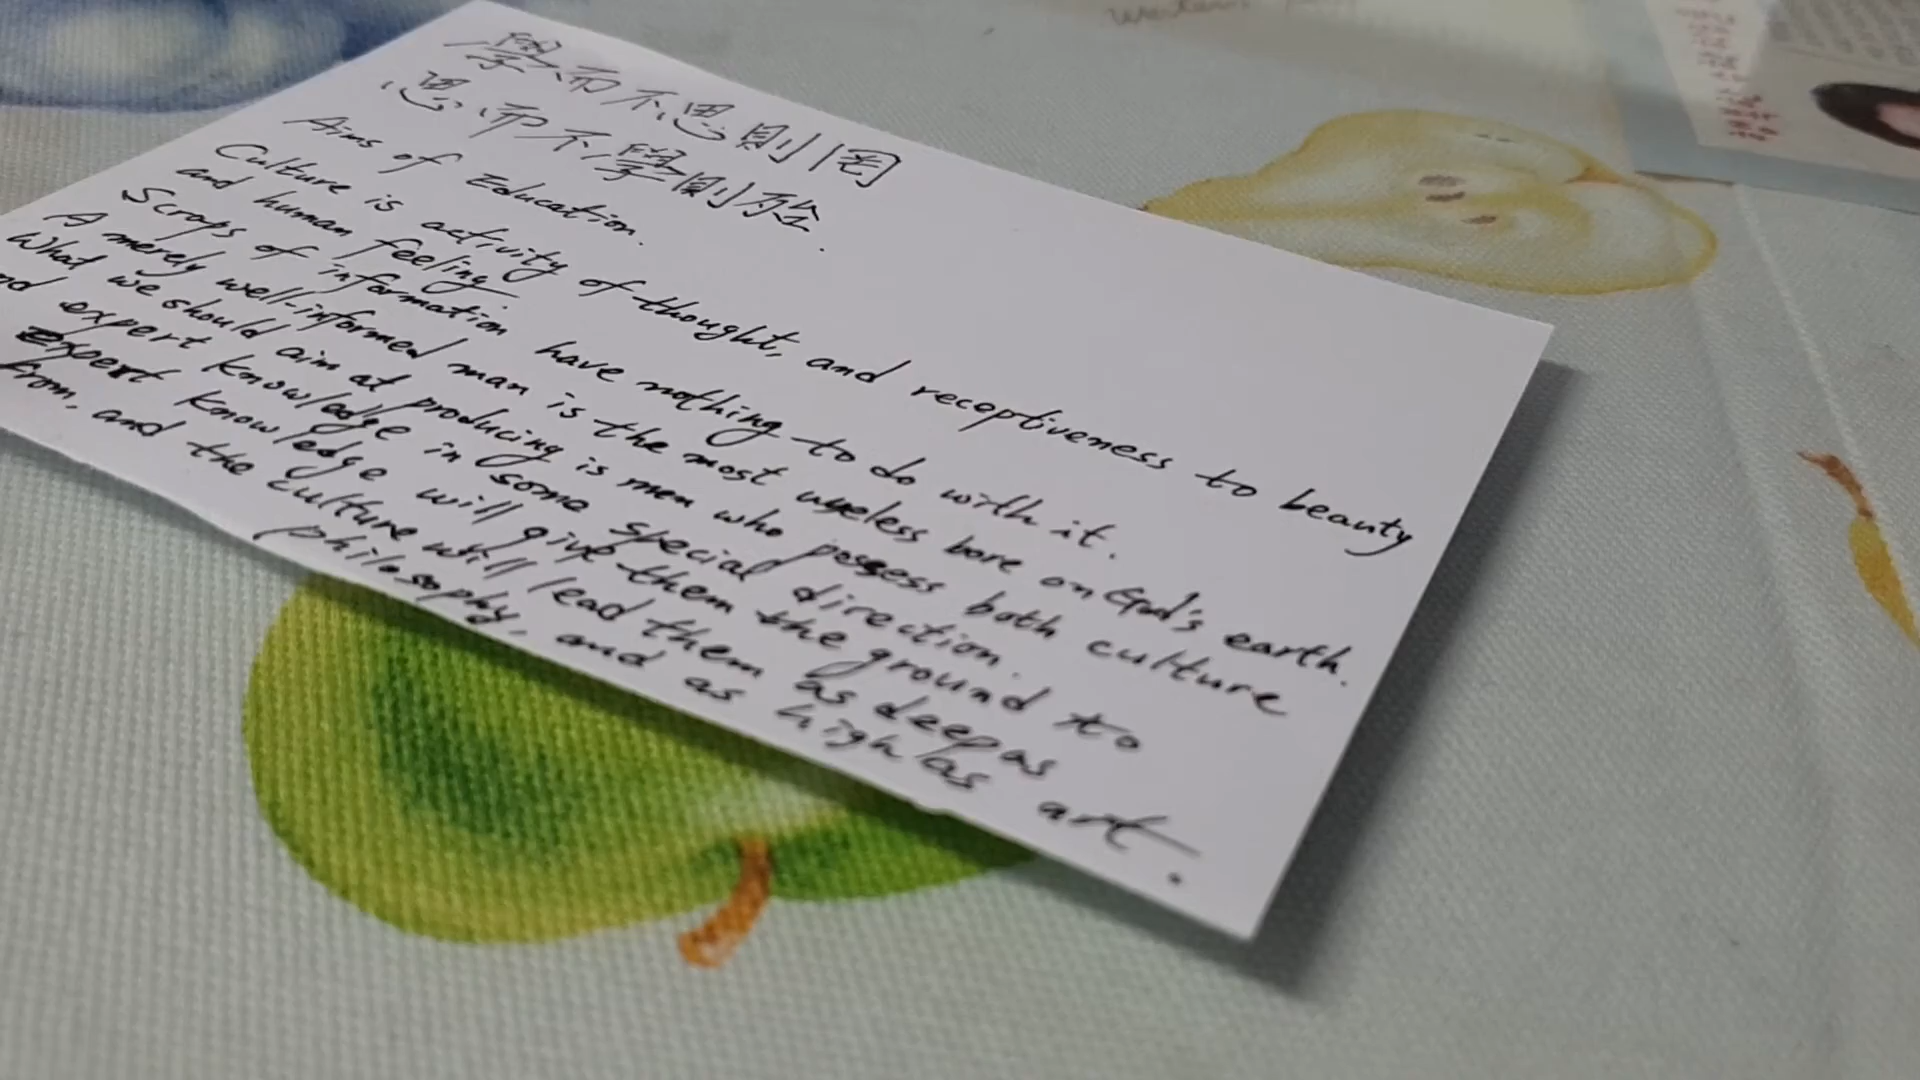 學而不思則罔
思而不學則殆.
Aims of Education.
Culture is activity of thought, and receptiveness to beauty
and human feeling.
Scraps of information have nothing to do with it.
A merely well-informed man is the most useless bore on God's earth.
What we should aim at producing is men who possess both culture
expert knowledge in some special direction.
Expert knowledge will give them the ground to
from, and the culture will lead them as deep as
philosophy, and as high as art.
Western